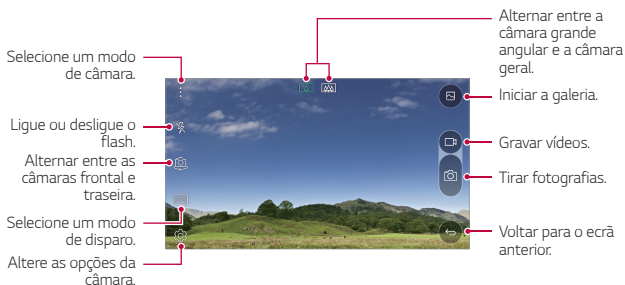 Alternar entre a
câmara grande
angular e a câmara
geral.
Selecione um modo
de câmara.
Iniciar a galeria.
Ligue ou desligue o
flash.
Gravar vídeos.
Alternar entre as
câmaras frontal e
traseira.
Tirar fotografias.
Selecione um modo
de disparo.
Voltar para o ecrã
anterior.
Altere as opções da
câmara.